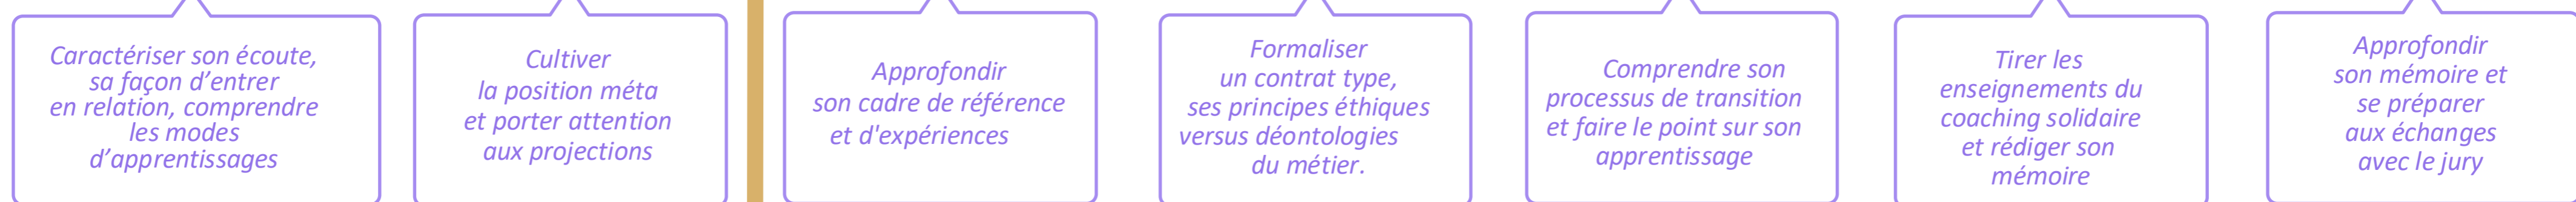 Caractériser son écoute,
sa façon d’entrer
en relation, comprendre
les modes
d’apprentissages
Cultiver
la position méta
et porter attention
aux projections
Approfondir
son cadre de référence
et d'expériences
Formaliser
un contrat type,
ses principes éthiques
versus déontologies
du métier.
Comprendre son
processus de transition
et faire le point sur son
apprentissage
Tirer les
enseignements du
coaching solidaire
et rédiger son
mémoire
Approfondir
son mémoire et
se préparer
aux échanges
avec le jury